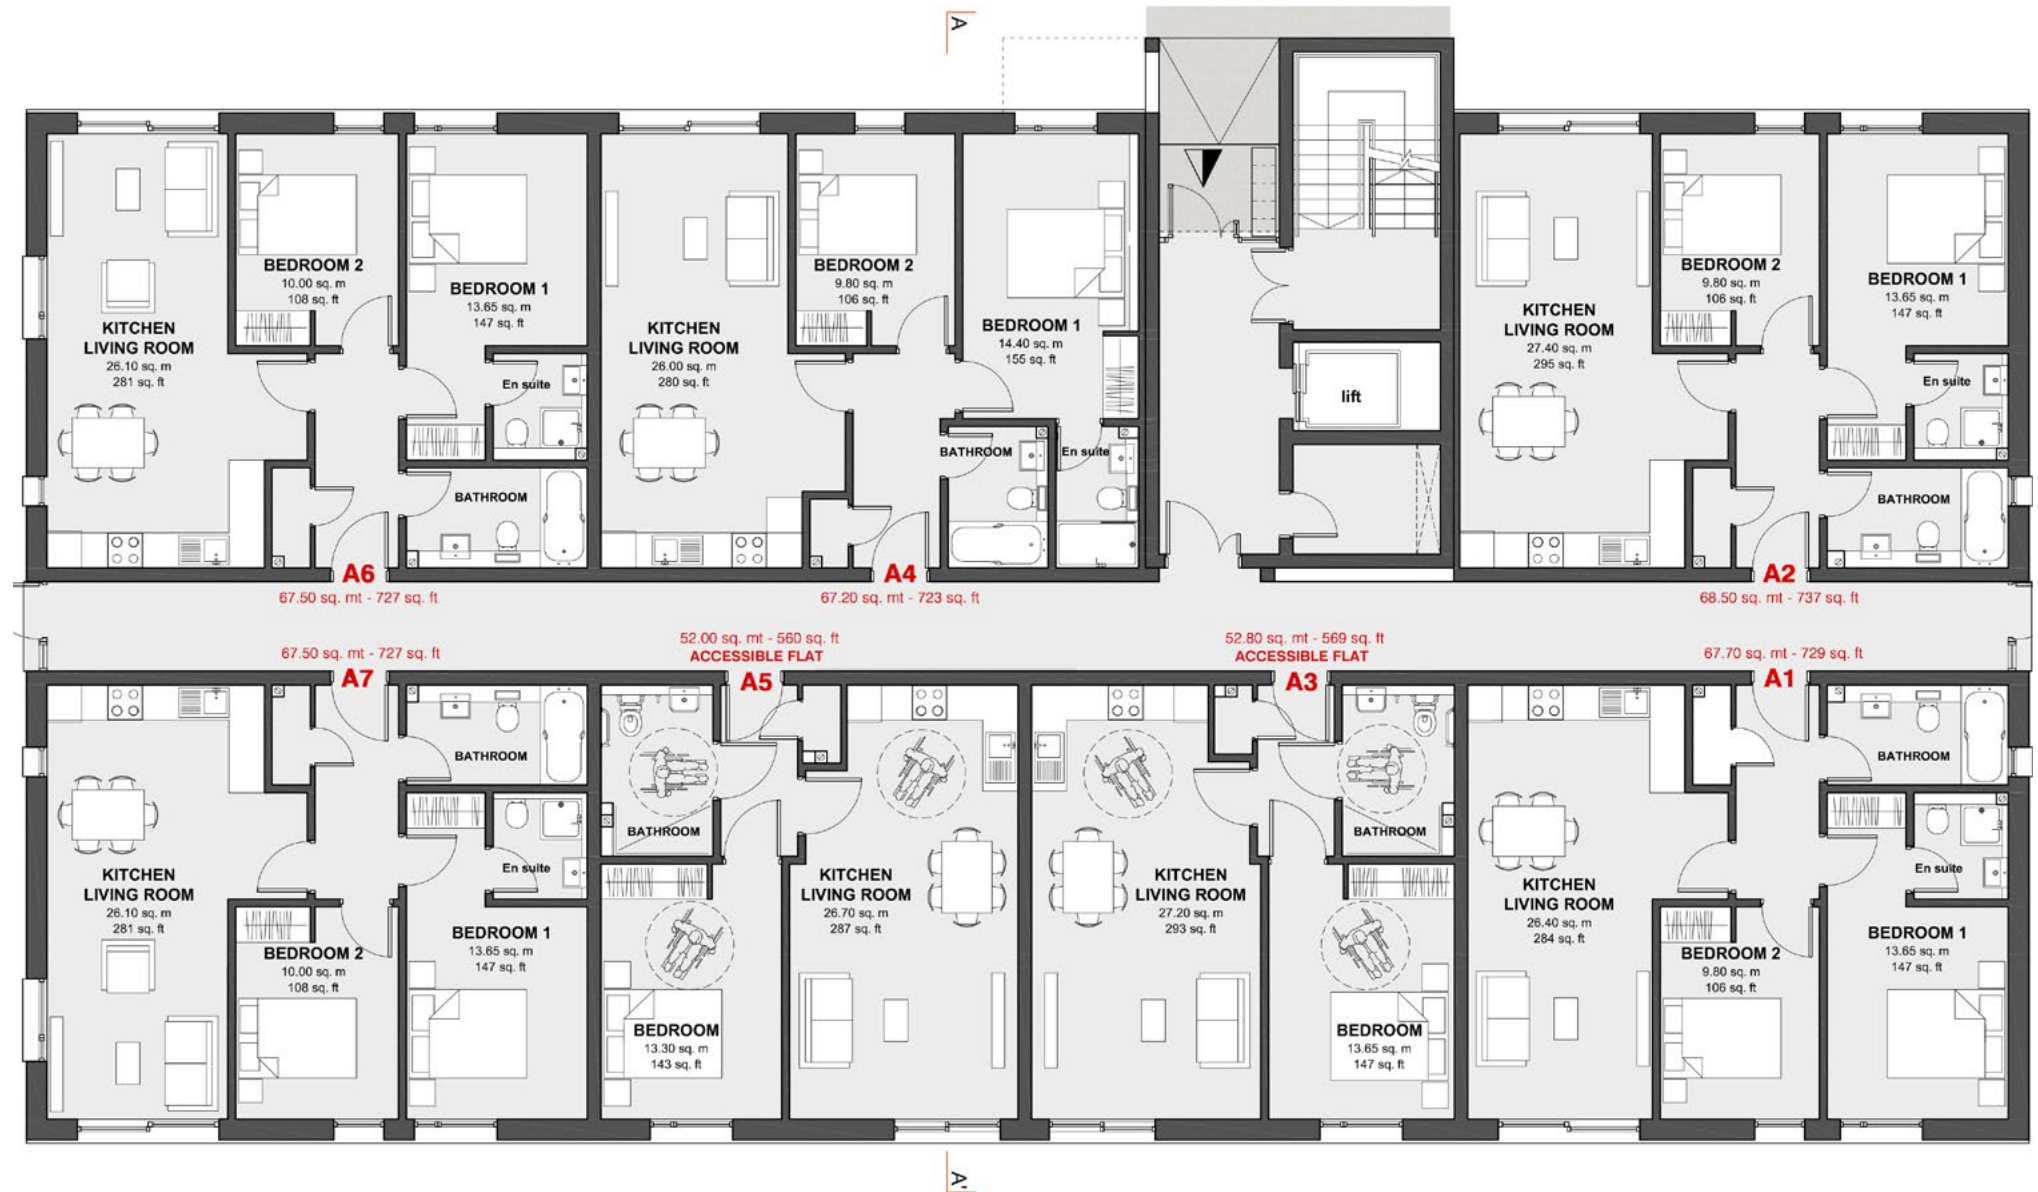 A
KITCHEN
LIVING ROOM
26.10 sq. m
281 sq. ft
BEDROOM 2
10.00 sq. m
108 sq. ft
BEDROOM 1
13.65 sq. m
147 sq. ft
En suite
BATHROOM
A6
67.50 sq. mt - 727 sq. ft
KITCHEN
LIVING ROOM
26.00 sq. m
280 sq. ft
BEDROOM 2
9.80 sq. m
106 sq. ft
BEDROOM 1
14.40 sq. m
155 sq. ft
BATHROOM
En suite
A4
67.20 sq. mt - 723 sq. ft
lift
KITCHEN
LIVING ROOM
27.40 sq. m
295 sq. ft
BEDROOM 2
9.80 sq. m
106 sq. ft
BEDROOM 1
13.65 sq. m
147 sq. ft
En suite
BATHROOM
A2
68.50 sq. mt - 737 sq. ft
67.50 sq. mt - 727 sq. ft
A7
BATHROOM
En suite
KITCHEN
LIVING ROOM
26.10 sq. m
281 sq. ft
BEDROOM 2
10.00 sq. m
108 sq. ft
BEDROOM 1
13.65 sq. m
147 sq. ft
52.00 sq. mt - 560 sq. ft
ACCESSIBLE FLAT
A5
BATHROOM
KITCHEN
LIVING ROOM
26.70 sq. m
287 sq. ft
BEDROOM
13.30 sq. m
143 sq. ft
52.80 sq. mt - 569 sq. ft
ACCESSIBLE FLAT
A3
BATHROOM
KITCHEN
LIVING ROOM
27.20 sq. m
293 sq. ft
BEDROOM
13.65 sq. m
147 sq. ft
67.70 sq. mt - 729 sq. ft
A1
BATHROOM
En suite
KITCHEN
LIVING ROOM
26.40 sq. m
284 sq. ft
BEDROOM 2
9.80 sq. m
106 sq. ft
BEDROOM 1
13.65 sq. m
147 sq. ft
A'